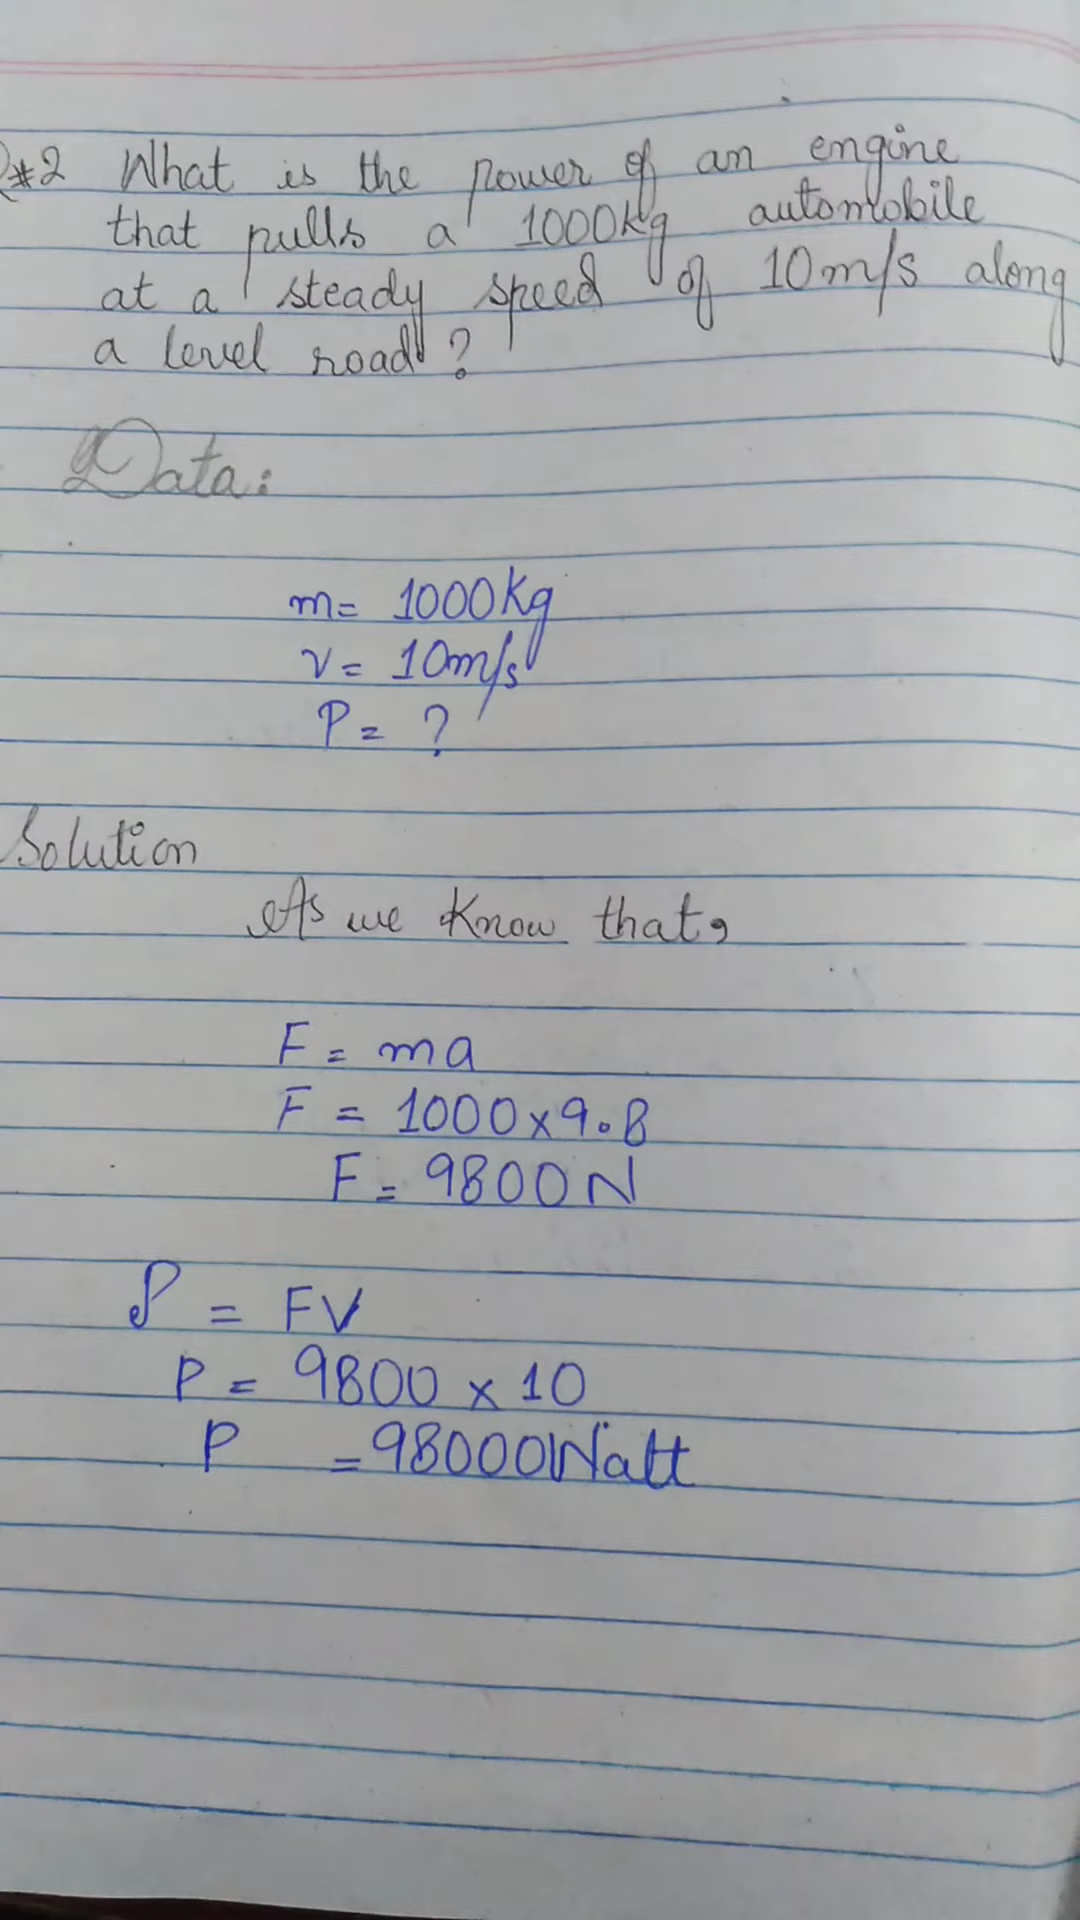 Q#2 What is the power of an engine
that pulls a 1000kg automobile
at a steady speed of 10m/s along
a level road?
Data:
m= 1000kg
v= 10m/s
P= ?
Solution
As we know that,
F= ma
F = 1000x9.8
F= 9800N
P = FV
P= 9800 x 10
P =98000Watt